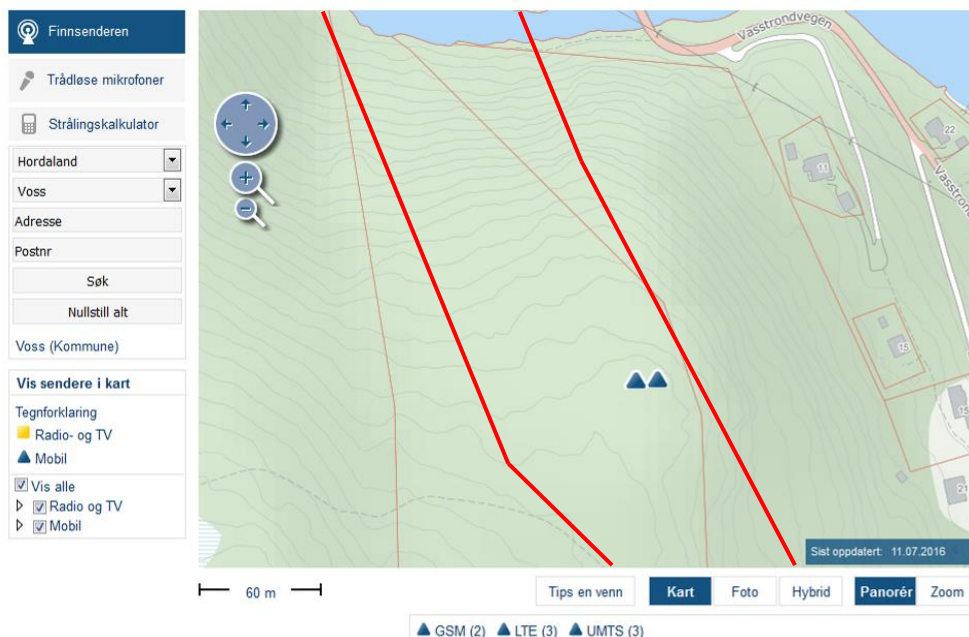 Finnsenderen
Trådløse mikrofoner
Strålingskalkulator
Hordaland
Voss
Adresse
Postnr
Søk
Nullstill alt
Voss (Kommune)
Vis sendere i kart
Tegnforklaring
Radio- og TV
Mobil
Vis alle
Radio og TV
Mobil
Vasstrondvegen
22
11
Vasstrondvegen
15
21
Sist oppdatert: 11.07.2016
60 m
Tips en venn
Kart
Foto
Hybrid
Panorér
Zoom
GSM (2) LTE (3) UMTS (3)